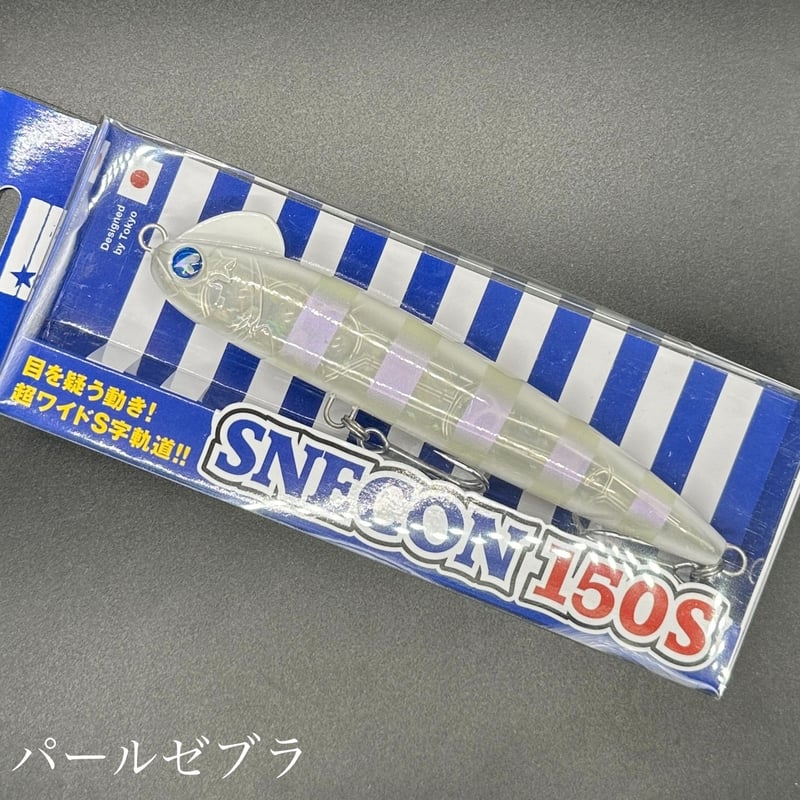 Designed
by Tokyo
目を疑う動き!
超ワイドS字軌道!!
SNECON 150S
パールゼブラ